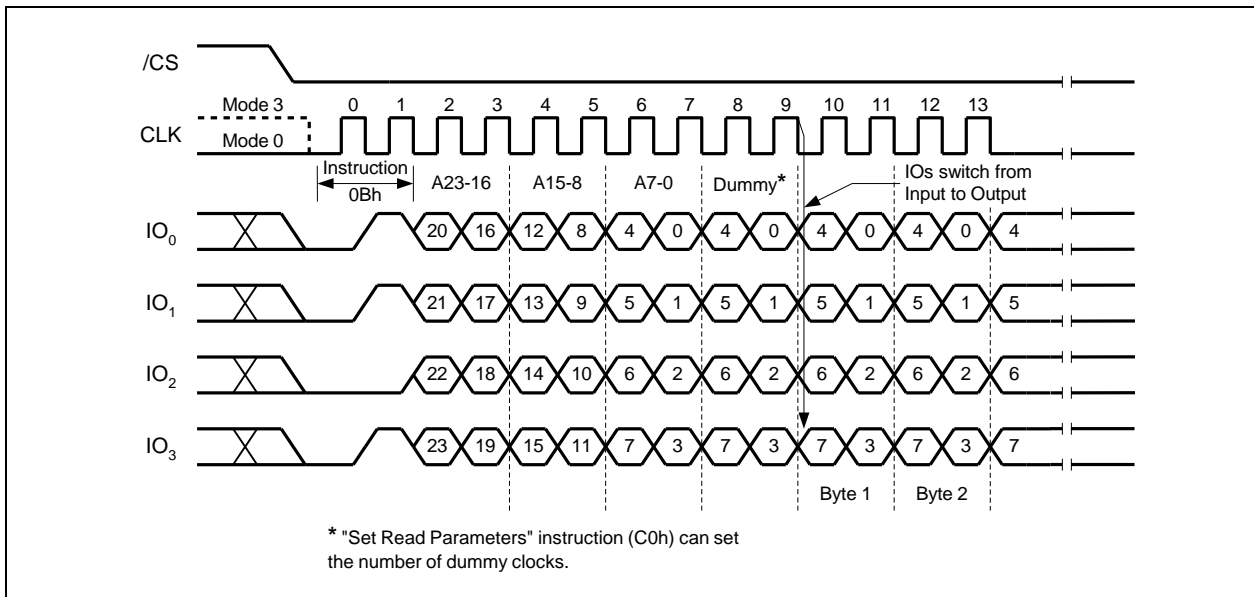 /CS
Mode 3 0 1 2 3 4 5 6 7 8 9 10 11 12 13
CLK Mode 0
Instruction
0Bh
A23-16 A15-8 A7-0 Dummy*
IOs switch from
Input to Output
IO0 20 16 12 8 4 0 4 0 4 0 4 0 4
IO1 21 17 13 9 5 1 5 1 5 1 5 1 5
IO2 22 18 14 10 6 2 6 2 6 2 6 2 6
IO3 23 19 15 11 7 3 7 3 7 3 7 3 7
Byte 1 Byte 2
* "Set Read Parameters" instruction (C0h) can set
the number of dummy clocks.